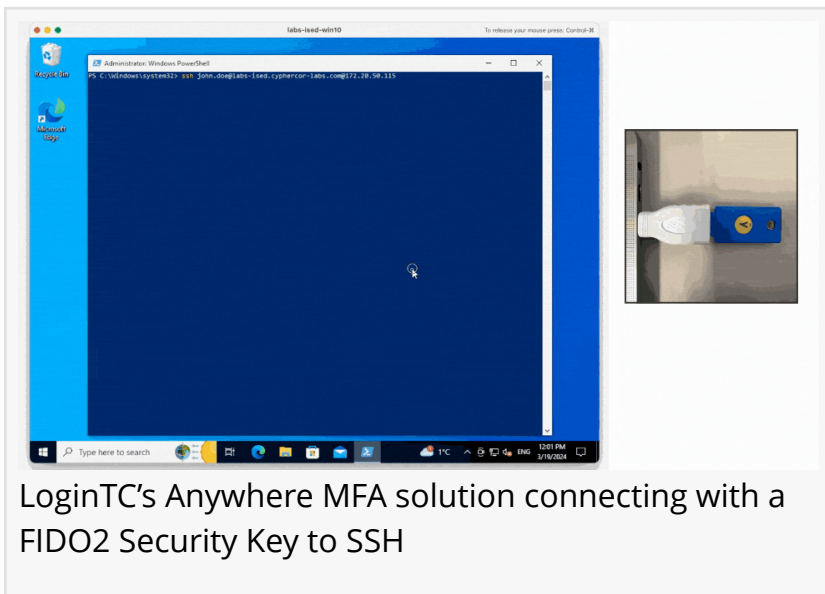 labs-ised-win10
To release your mouse press: Control-⌘
Recycle Bin
Administrator: Windows PowerShell
PS C:\Windows\system32> ssh john.doe@labs-ised.cyphercor-labs.com@172.20.50.115
Microsoft
Edge
Type here to search
1°C
ENG
12:01 PM
3/19/2024
LoginTC’s Anywhere MFA solution connecting with a
FIDO2 Security Key to SSH